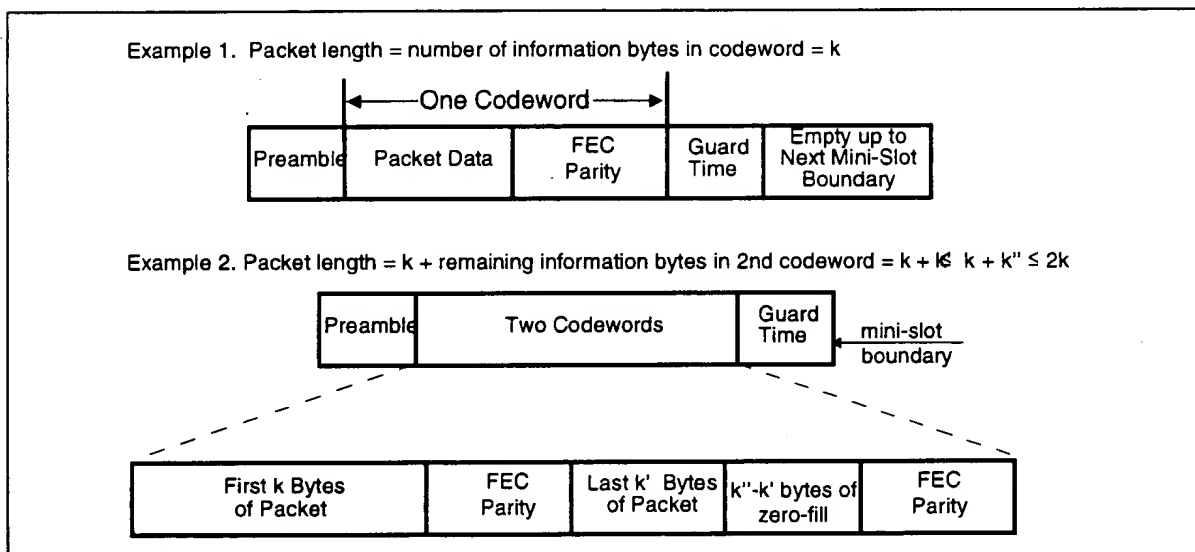 Example 1. Packet length = number of information bytes in codeword = k
One Codeword
Preamble
Packet Data
FEC
Parity
Guard
Time
Empty up to
Next Mini-Slot
Boundary
Example 2. Packet length = k + remaining information bytes in 2nd codeword = k + k + k" ≤ 2k
Preamble
Two Codewords
Guard
Time
mini-slot
boundary
First k Bytes
of Packet
FEC
Parity
Last k' Bytes
of Packet
k"-k' bytes of
zero-fill
FEC
Parity